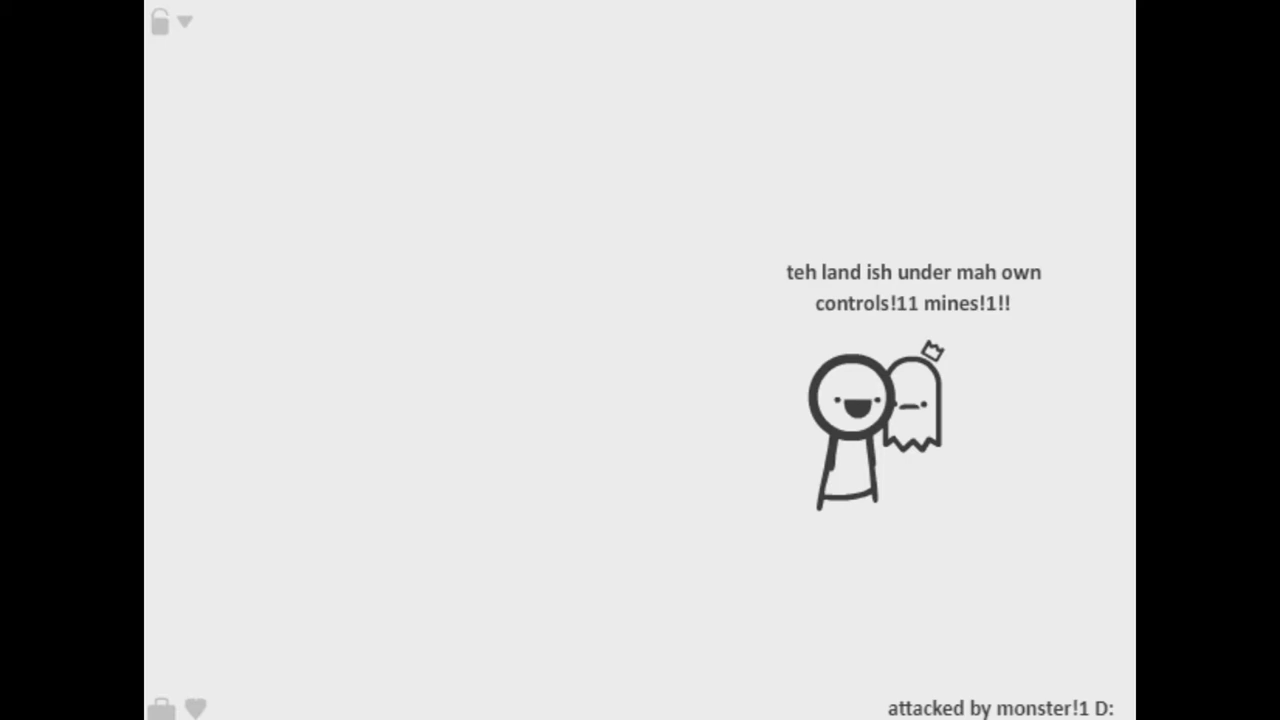 teh land ish under mah own
controls!11 mines!1!!
attacked by monster!1 D: